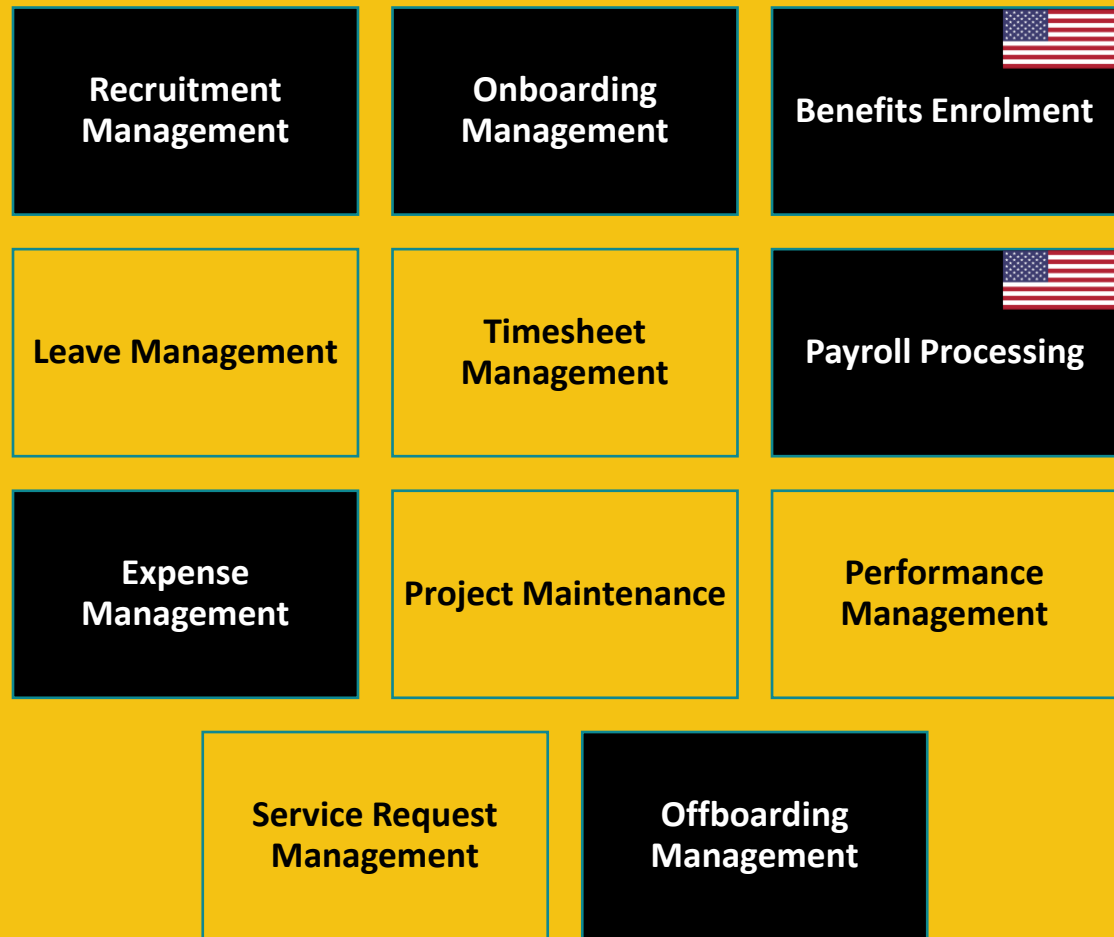 Recruitment
Management
Onboarding
Management
Benefits Enrolment
Leave Management
Timesheet
Management
Payroll Processing
Expense
Management
Project Maintenance
Performance
Management
Service Request
Management
Offboarding
Management